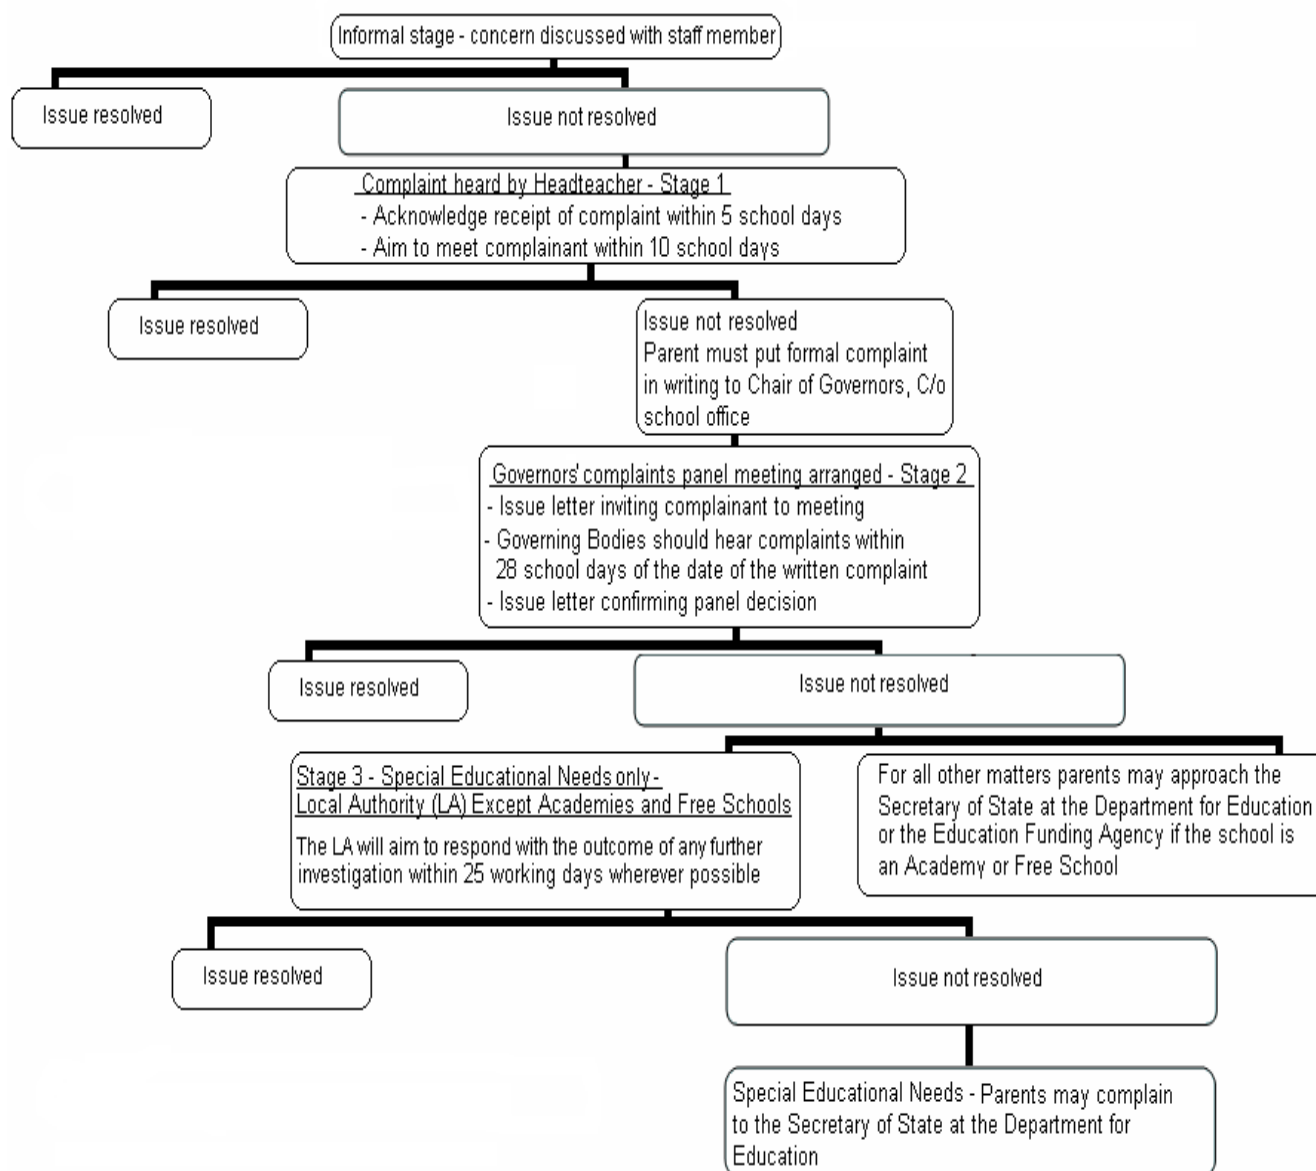 Informal stage - concern discussed with staff member
Issue resolved
Issue not resolved
Complaint heard by Headteacher - Stage 1
- Acknowledge receipt of complaint within 5 school days
- Aim to meet complainant within 10 school days
Issue resolved
Issue not resolved
Parent must put formal complaint
in writing to Chair of Governors, C/o
school office
Governors' complaints panel meeting arranged - Stage 2
- Issue letter inviting complainant to meeting
- Governing Bodies should hear complaints within
28 school days of the date of the written complaint
- Issue letter confirming panel decision
Issue resolved
Issue not resolved
Stage 3 - Special Educational Needs only -
Local Authority (LA) Except Academies and Free Schools
The LA will aim to respond with the outcome of any further
investigation within 25 working days wherever possible
For all other matters parents may approach the
Secretary of State at the Department for Education
or the Education Funding Agency if the school is
an Academy or Free School
Issue resolved
Issue not resolved
Special Educational Needs - Parents may complain
to the Secretary of State at the Department for
Education